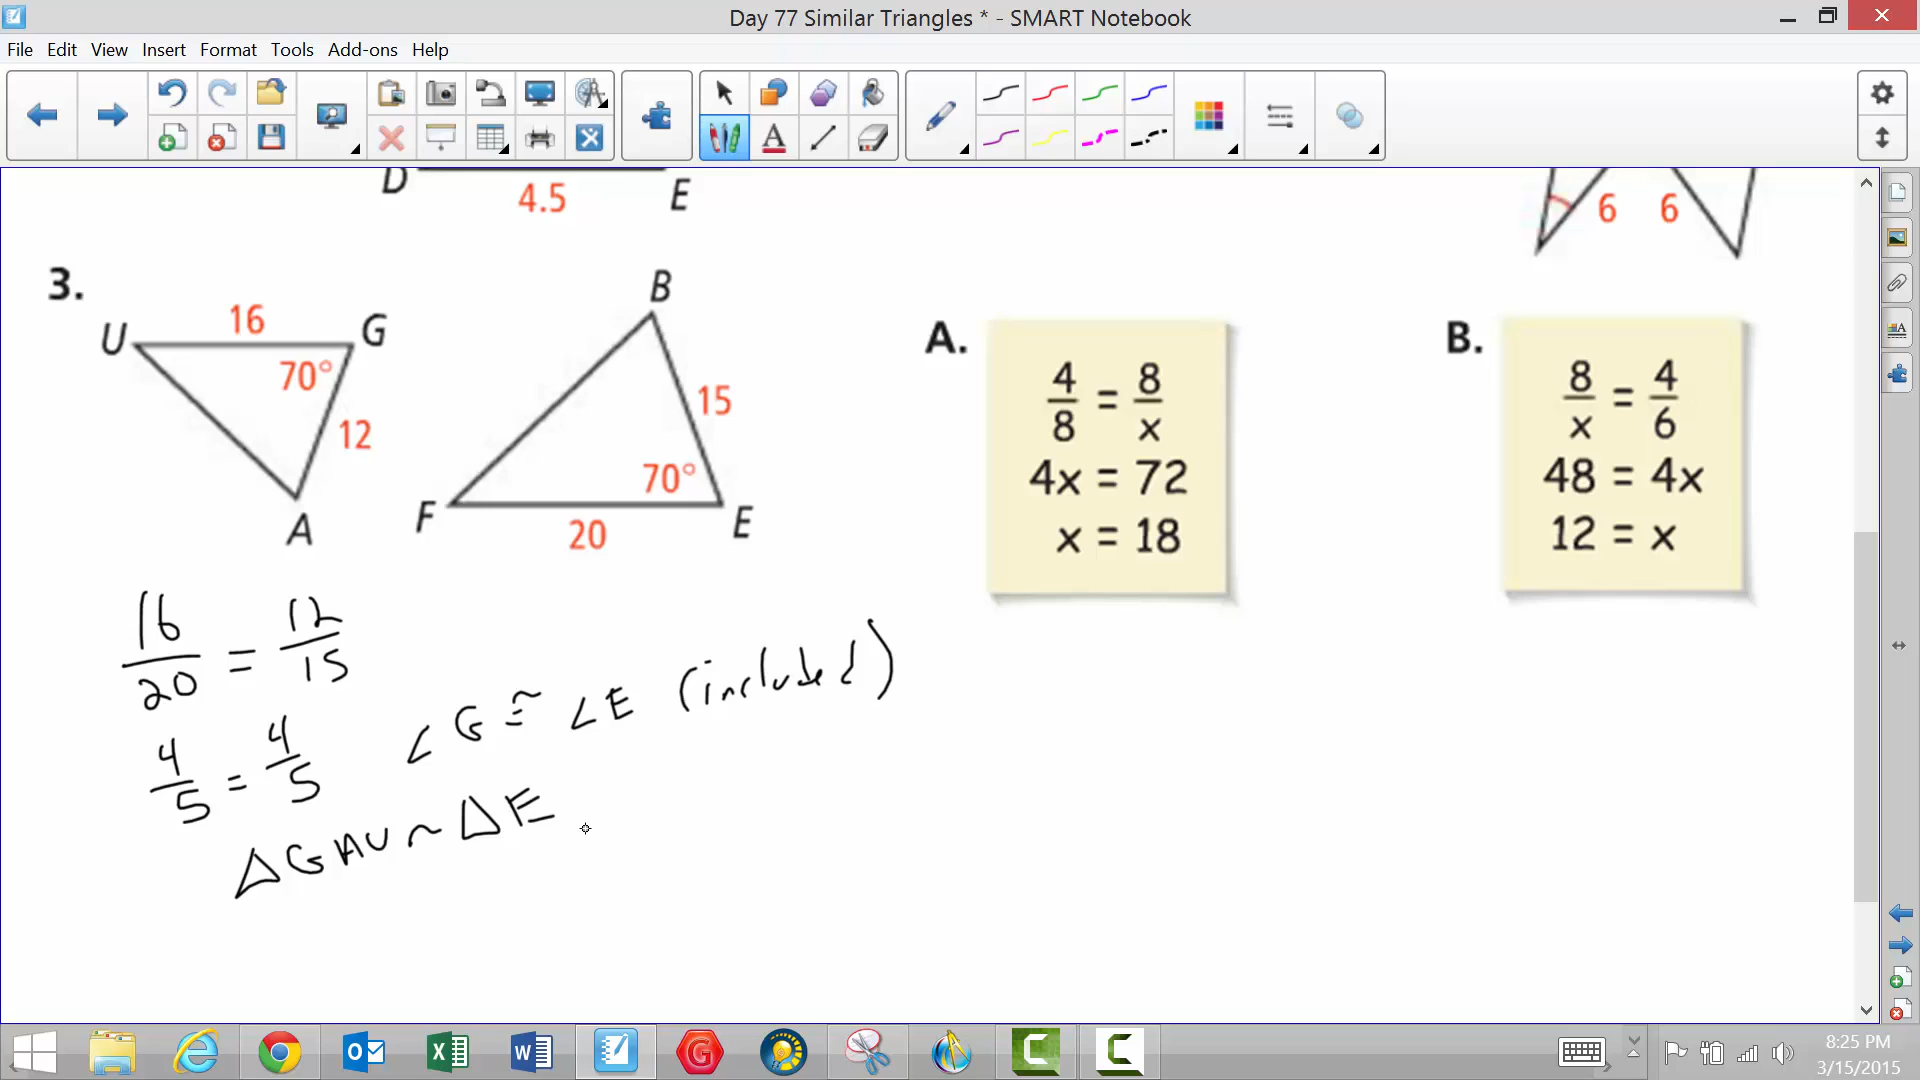 Day 77 Similar Triangles * - SMART Notebook
File Edit View Insert Format Tools Add-ons Help
D 4.5 E
6 6
3.
U 16 G
70°
12
A
B
15
70°
F 20 E
A.
4/8 = 8/x
4x = 72
x = 18
B.
8/x = 4/6
48 = 4x
12 = x
16/20 = 12/15
4/5 = 4/5
∠G ≅ ∠E (included)
△GAU ~ △E
8:25 PM
3/15/2015